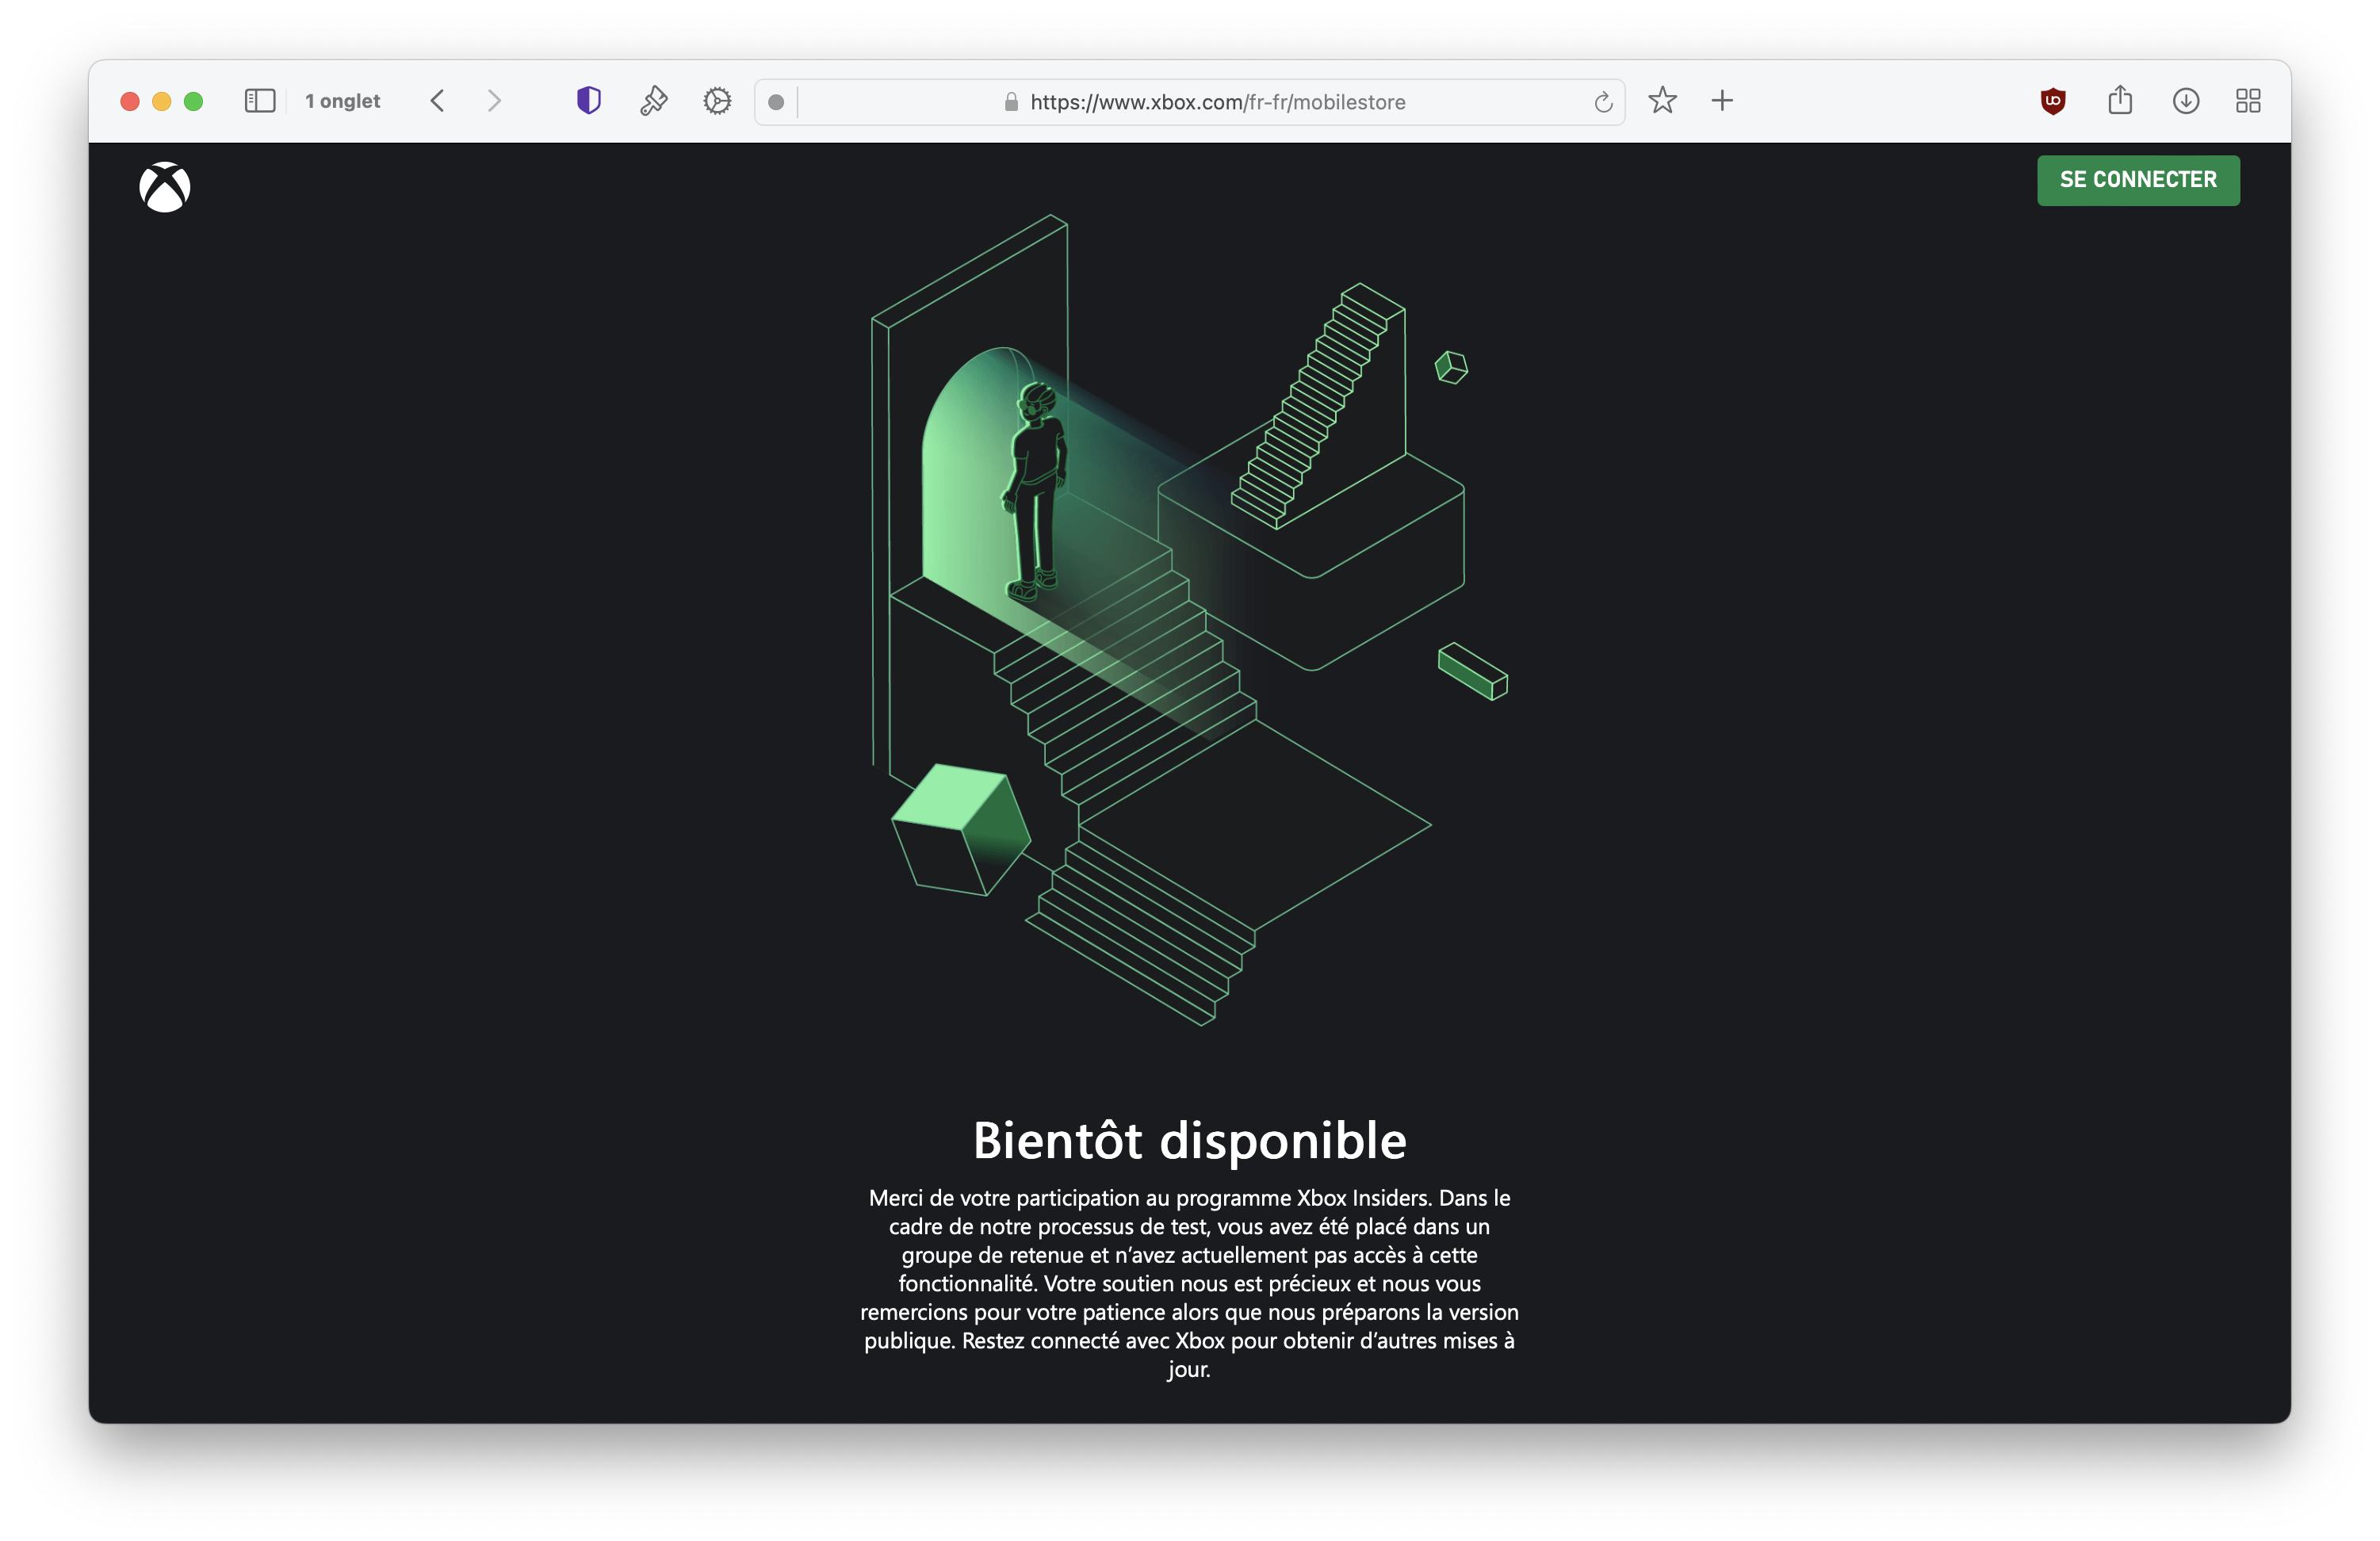 1 onglet
https://www.xbox.com/fr-fr/mobilestore
SE CONNECTER
Bientôt disponible
Merci de votre participation au programme Xbox Insiders. Dans le
cadre de notre processus de test, vous avez été placé dans un
groupe de retenue et n’avez actuellement pas accès à cette
fonctionnalité. Votre soutien nous est précieux et nous vous
remercions pour votre patience alors que nous préparons la version
publique. Restez connecté avec Xbox pour obtenir d’autres mises à
jour.